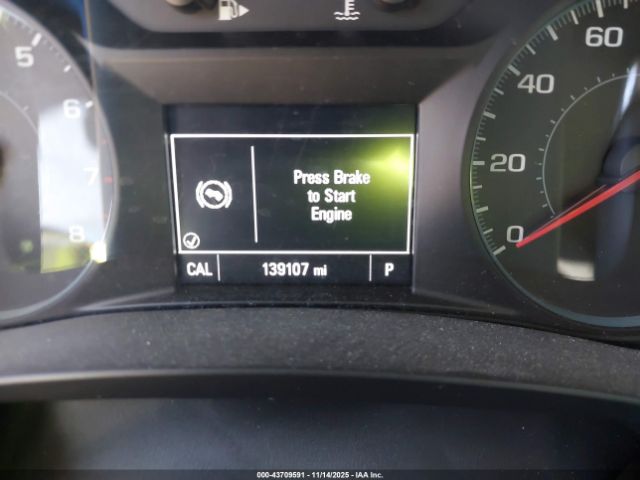 5
6
7
8
60
40
20
0
Press Brake
to Start
Engine
CAL 139107 mi P
000-43709591 - 11/14/2025 - IAA Inc.